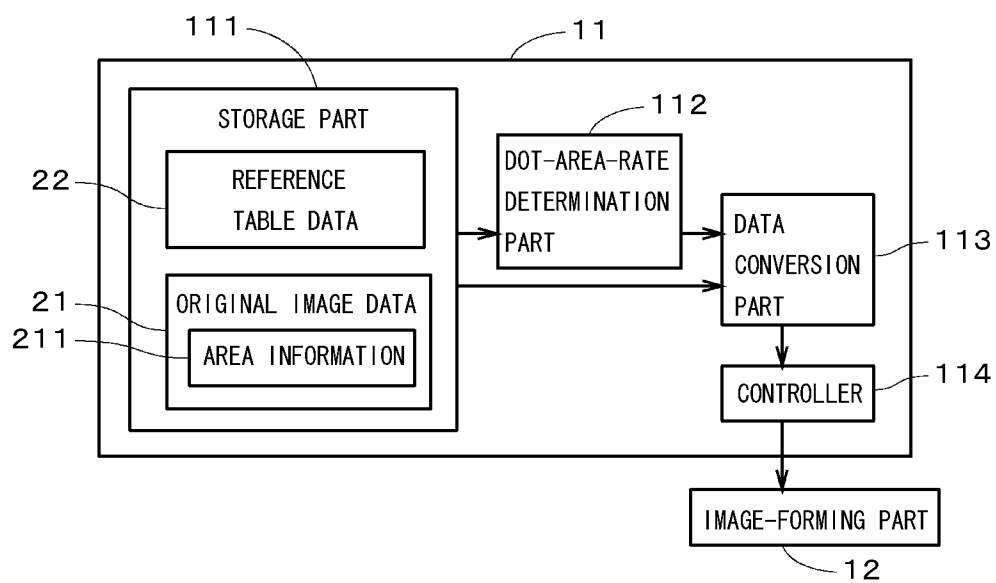 111
11
STORAGE PART
112
22
REFERENCE
TABLE DATA
DOT-AREA-RATE
DETERMINATION
PART
DATA
CONVERSION
PART
113
21
ORIGINAL IMAGE DATA
211
AREA INFORMATION
CONTROLLER
114
IMAGE-FORMING PART
12